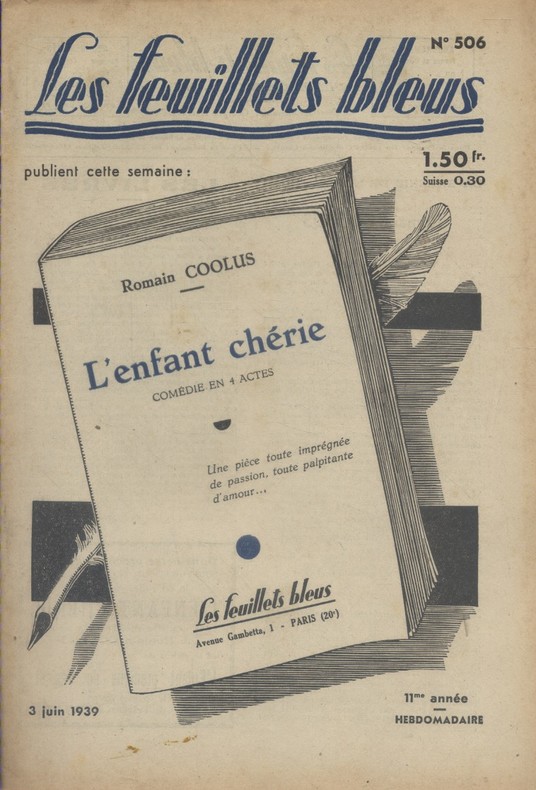 N° 506
Les feuillets bleus
publient cette semaine :
1.50 fr.
Suisse 0.30
Romain COOLUS
L'enfant chérie
COMÉDIE EN 4 ACTES
Une pièce toute imprégnée
de passion, toute palpitante
d'amour...
Les feuillets bleus
Avenue Gambetta, 1 - PARIS (20e)
3 juin 1939
11me année
HEBDOMADAIRE